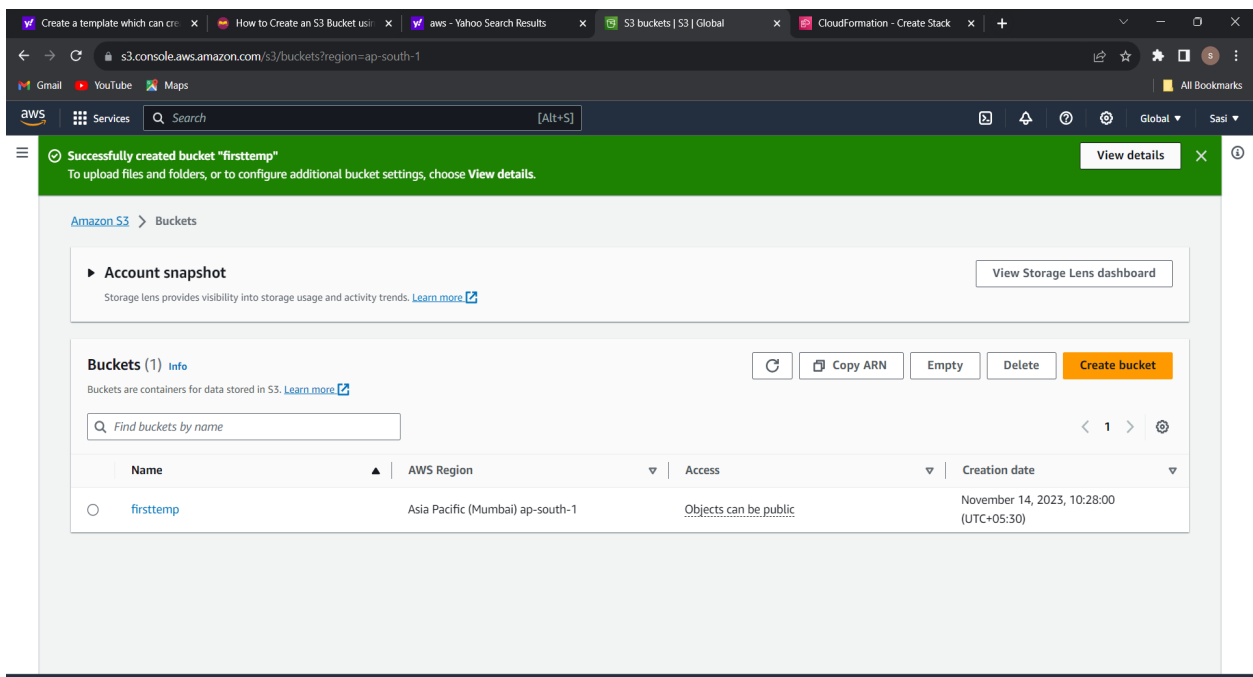 Create a template which can cre
How to Create an S3 Bucket usin
aws - Yahoo Search Results
S3 buckets | S3 | Global
CloudFormation - Create Stack
s3.console.aws.amazon.com/s3/buckets?region=ap-south-1
s
Gmail
YouTube
Maps
All Bookmarks
aws
Services
Search
[Alt+S]
Global
Sasi
Successfully created bucket "firsttemp"
To upload files and folders, or to configure additional bucket settings, choose View details.
View details
Amazon S3
Buckets
Account snapshot
View Storage Lens dashboard
Storage lens provides visibility into storage usage and activity trends. Learn more
Buckets (1) Info
Copy ARN
Empty
Delete
Create bucket
Buckets are containers for data stored in S3. Learn more
Find buckets by name
1
Name
AWS Region
Access
Creation date
firsttemp
Asia Pacific (Mumbai) ap-south-1
Objects can be public
November 14, 2023, 10:28:00
(UTC+05:30)